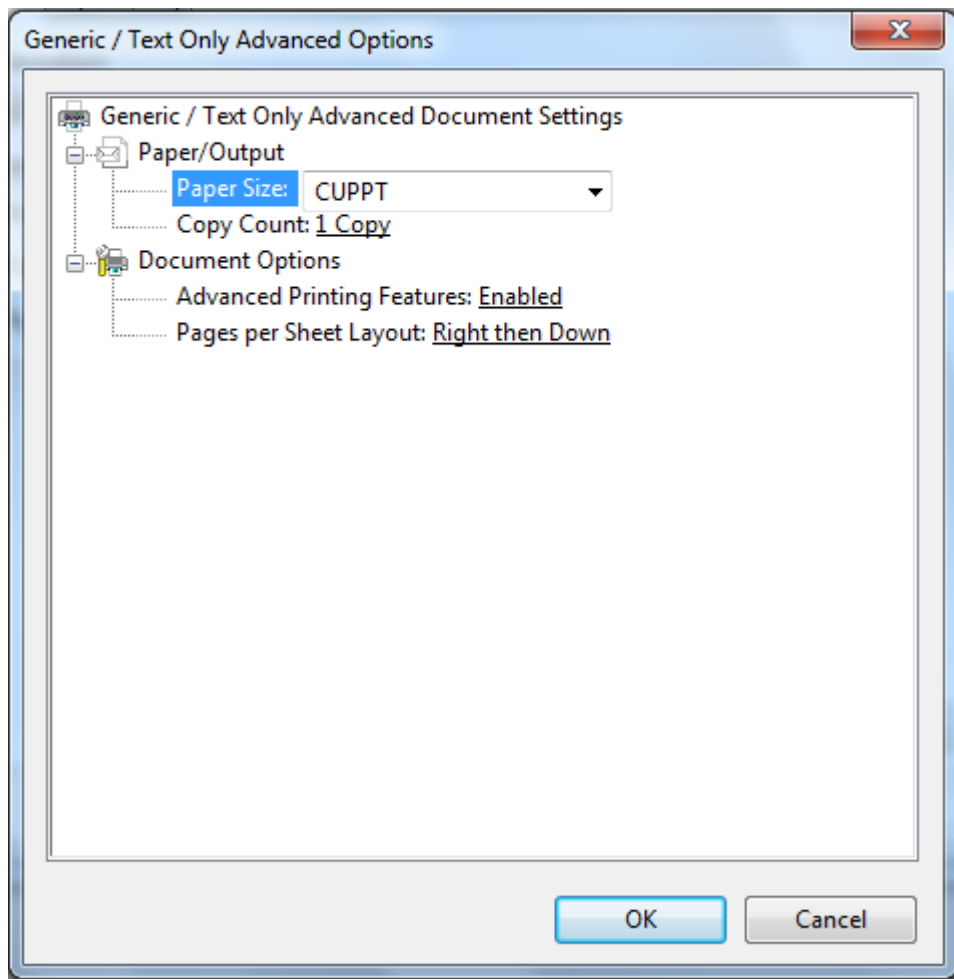 Generic / Text Only Advanced Options
Generic / Text Only Advanced Document Settings
Paper/Output
Paper Size: CUPPT
Copy Count: 1 Copy
Document Options
Advanced Printing Features: Enabled
Pages per Sheet Layout: Right then Down
OK Cancel